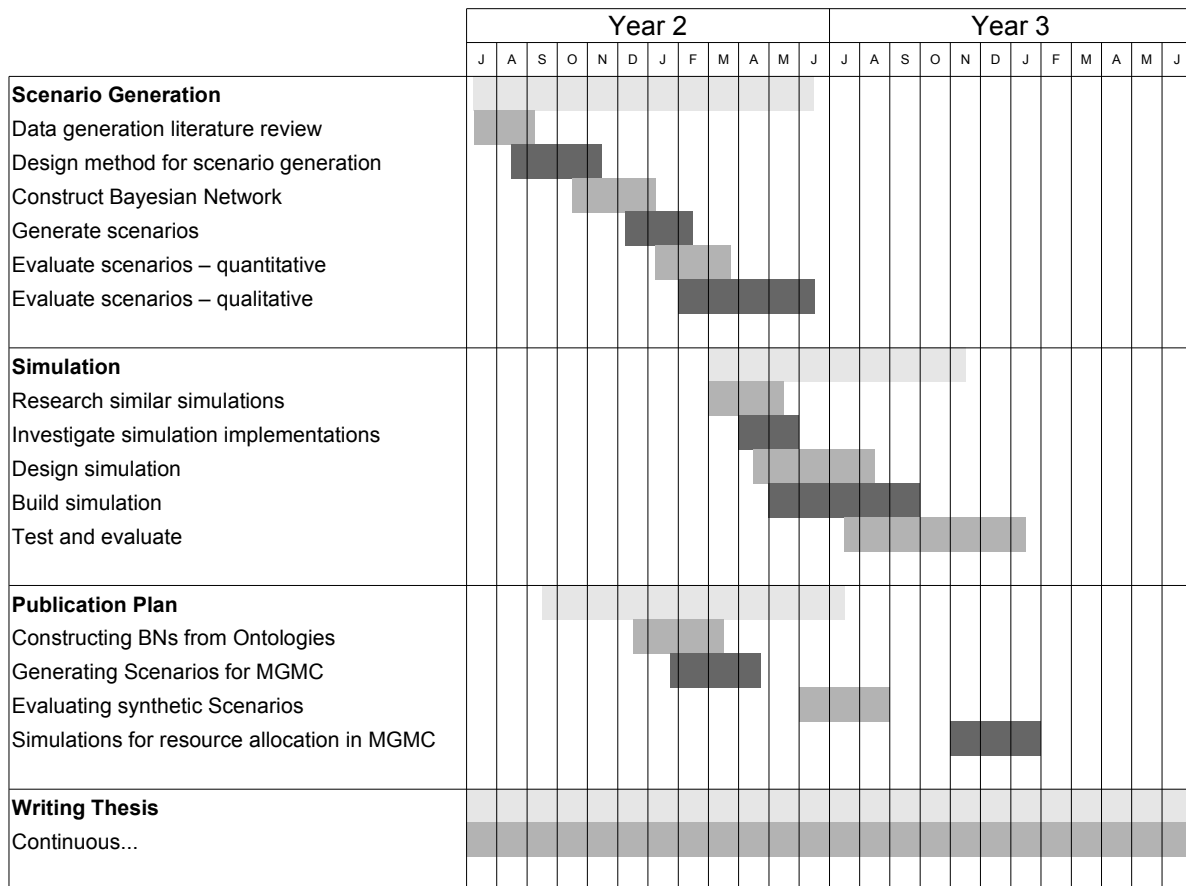 Year 2 Year 3
J A S O N D J F M A M J J A S O N D J F M A M J
Scenario Generation
Data generation literature review
Design method for scenario generation
Construct Bayesian Network
Generate scenarios
Evaluate scenarios – quantitative
Evaluate scenarios – qualitative
Simulation
Research similar simulations
Investigate simulation implementations
Design simulation
Build simulation
Test and evaluate
Publication Plan
Constructing BNs from Ontologies
Generating Scenarios for MGMC
Evaluating synthetic Scenarios
Simulations for resource allocation in MGMC
Writing Thesis
Continuous...